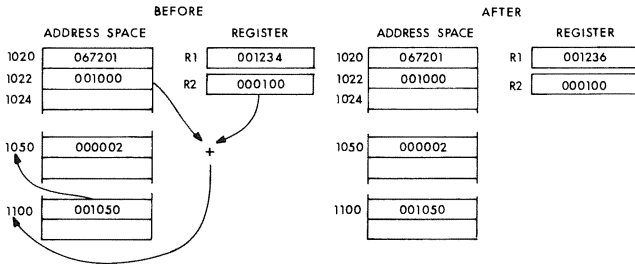 BEFORE
ADDRESS SPACE REGISTER
1020 067201 R1 001234
1022 001000 R2 000100
1024
1050 000002 +
1100 001050
AFTER
ADDRESS SPACE REGISTER
1020 067201 R1 001236
1022 001000 R2 000100
1024
1050 000002
1100 001050